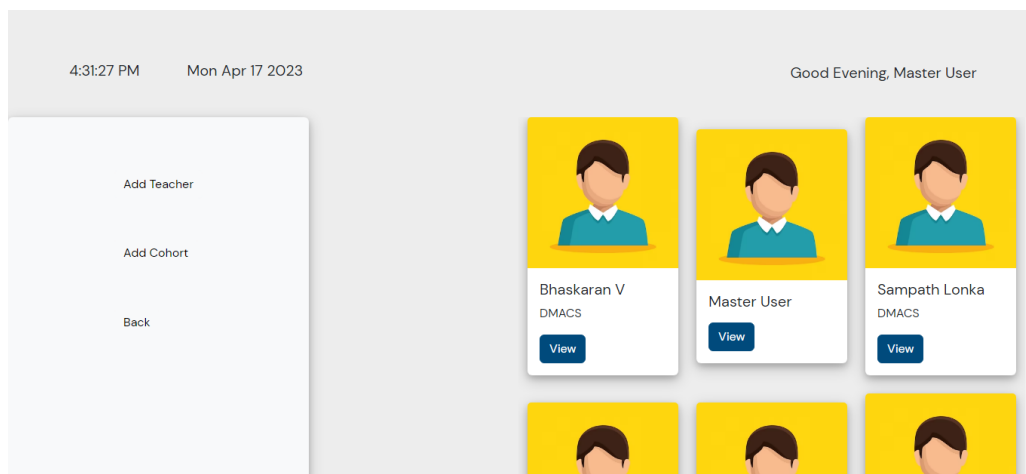 4:31:27 PM Mon Apr 17 2023
Good Evening, Master User
Add Teacher
Add Cohort
Back
Bhaskaran V
DMACS
View
Master User
View
Sampath Lonka
DMACS
View